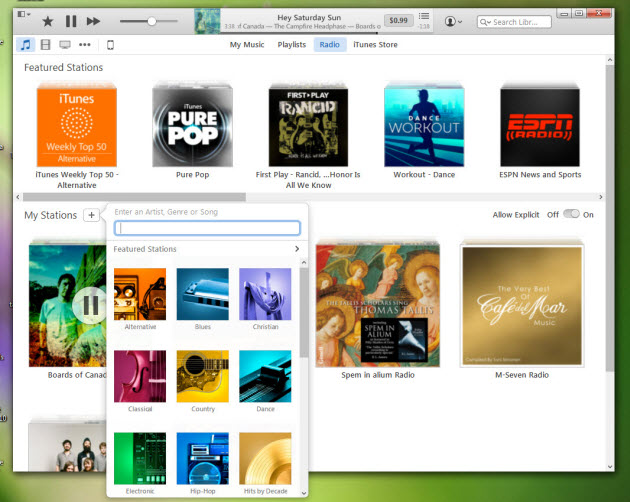 Hey Saturday Sun
3:38 if Canada — The Campfire Headphase — Boards o -1:58
$0.99
Search Libr...
My Music Playlists Radio iTunes Store
Featured Stations
iTunes
Weekly Top 50
Alternative
iTunes
PURE
POP
FIRST PLAY
RANCID
DANCE
WORKOUT
ESPN
RADIO
iTunes Weekly Top 50 -
Alternative
Pure Pop
First Play - Rancid, ...Honor Is
All We Know
Workout - Dance
ESPN News and Sports
My Stations +
Allow Explicit Off On
Enter an Artist, Genre or Song
Featured Stations
Alternative Blues Christian
Classical Country Dance
Electronic Hip-Hop Hits by Decade
Boards of Canad
THE TALLIS SCHOLARS SING
THOMAS TALLIS
SPEM IN
ALIUM
Spem in alium Radio
The Very Best
Of
Café del Mar
Music
M-Seven Radio